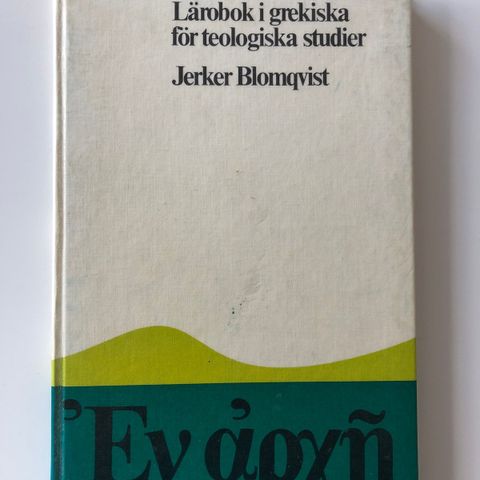 Lärobok i grekiska
för teologiska studier
Jerker Blomqvist
Ἐν ἀρχῇ